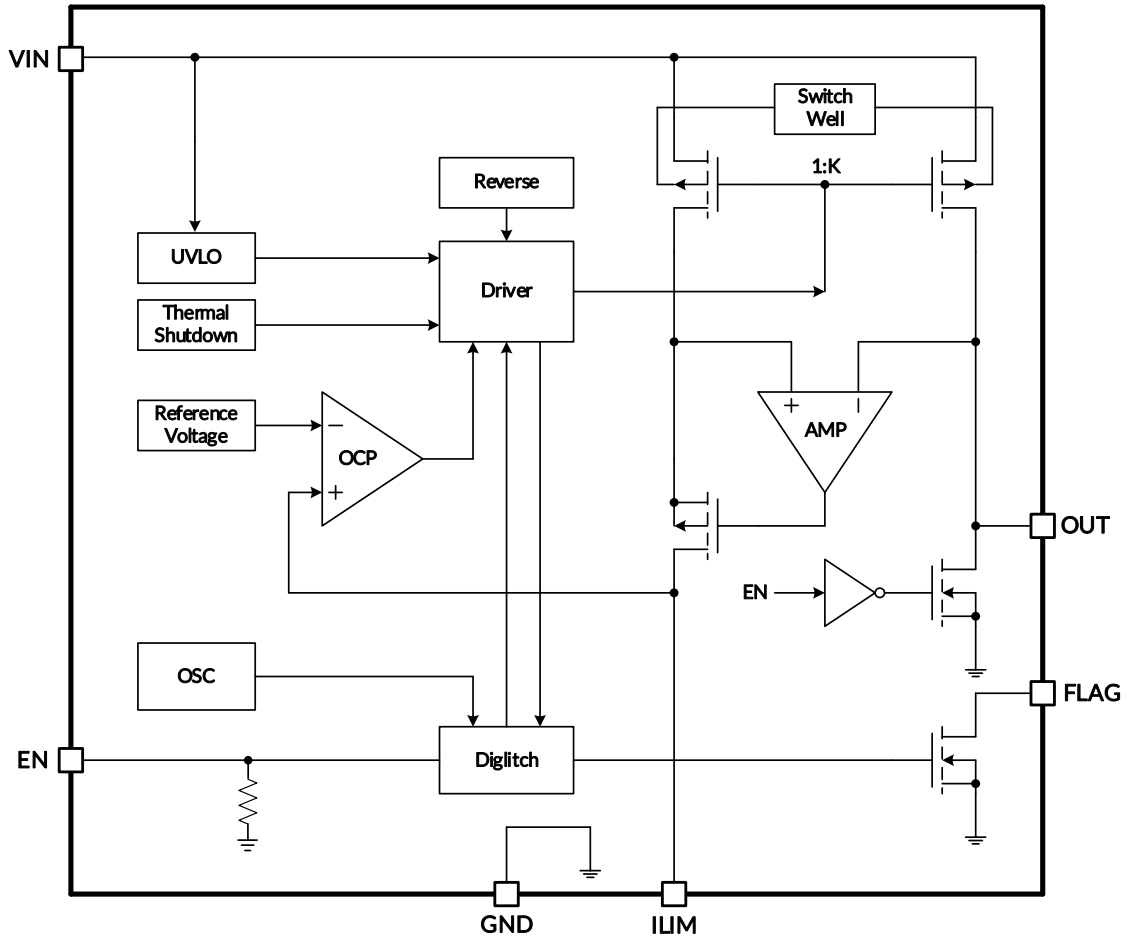 VIN
Switch
Well
1:K
Reverse
UVLO
Driver
Thermal
Shutdown
Reference
Voltage
−
OCP
+
+
−
AMP
OUT
EN
OSC
FLAG
EN
Diglitch
GND
ILIM